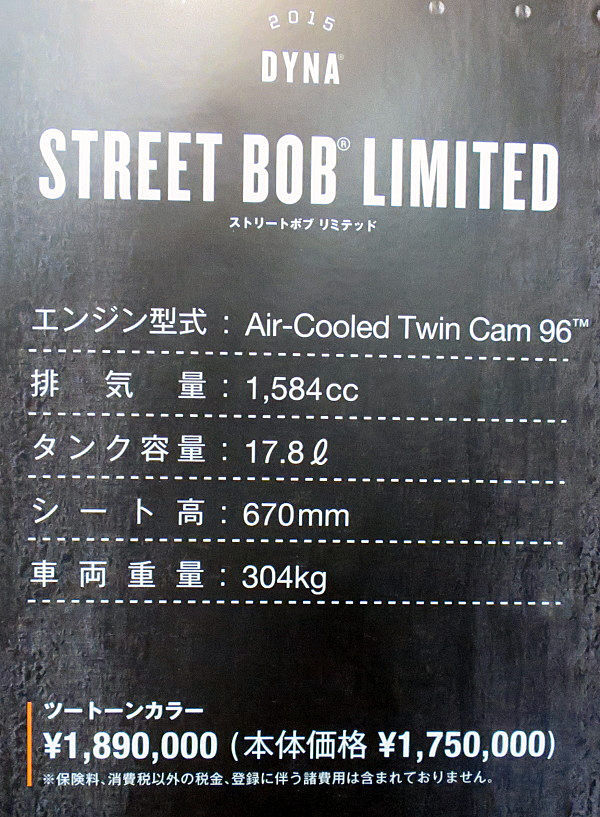 2015
DYNA®
STREET BOB® LIMITED
ストリートボブ リミテッド
エンジン型式 : Air-Cooled Twin Cam 96™
排気量 : 1,584cc
タンク容量 : 17.8ℓ
シート高 : 670mm
車両重量 : 304kg
ツートーンカラー
¥1,890,000 (本体価格 ¥1,750,000)
※保険料、消費税以外の税金、登録に伴う諸費用は含まれておりません。